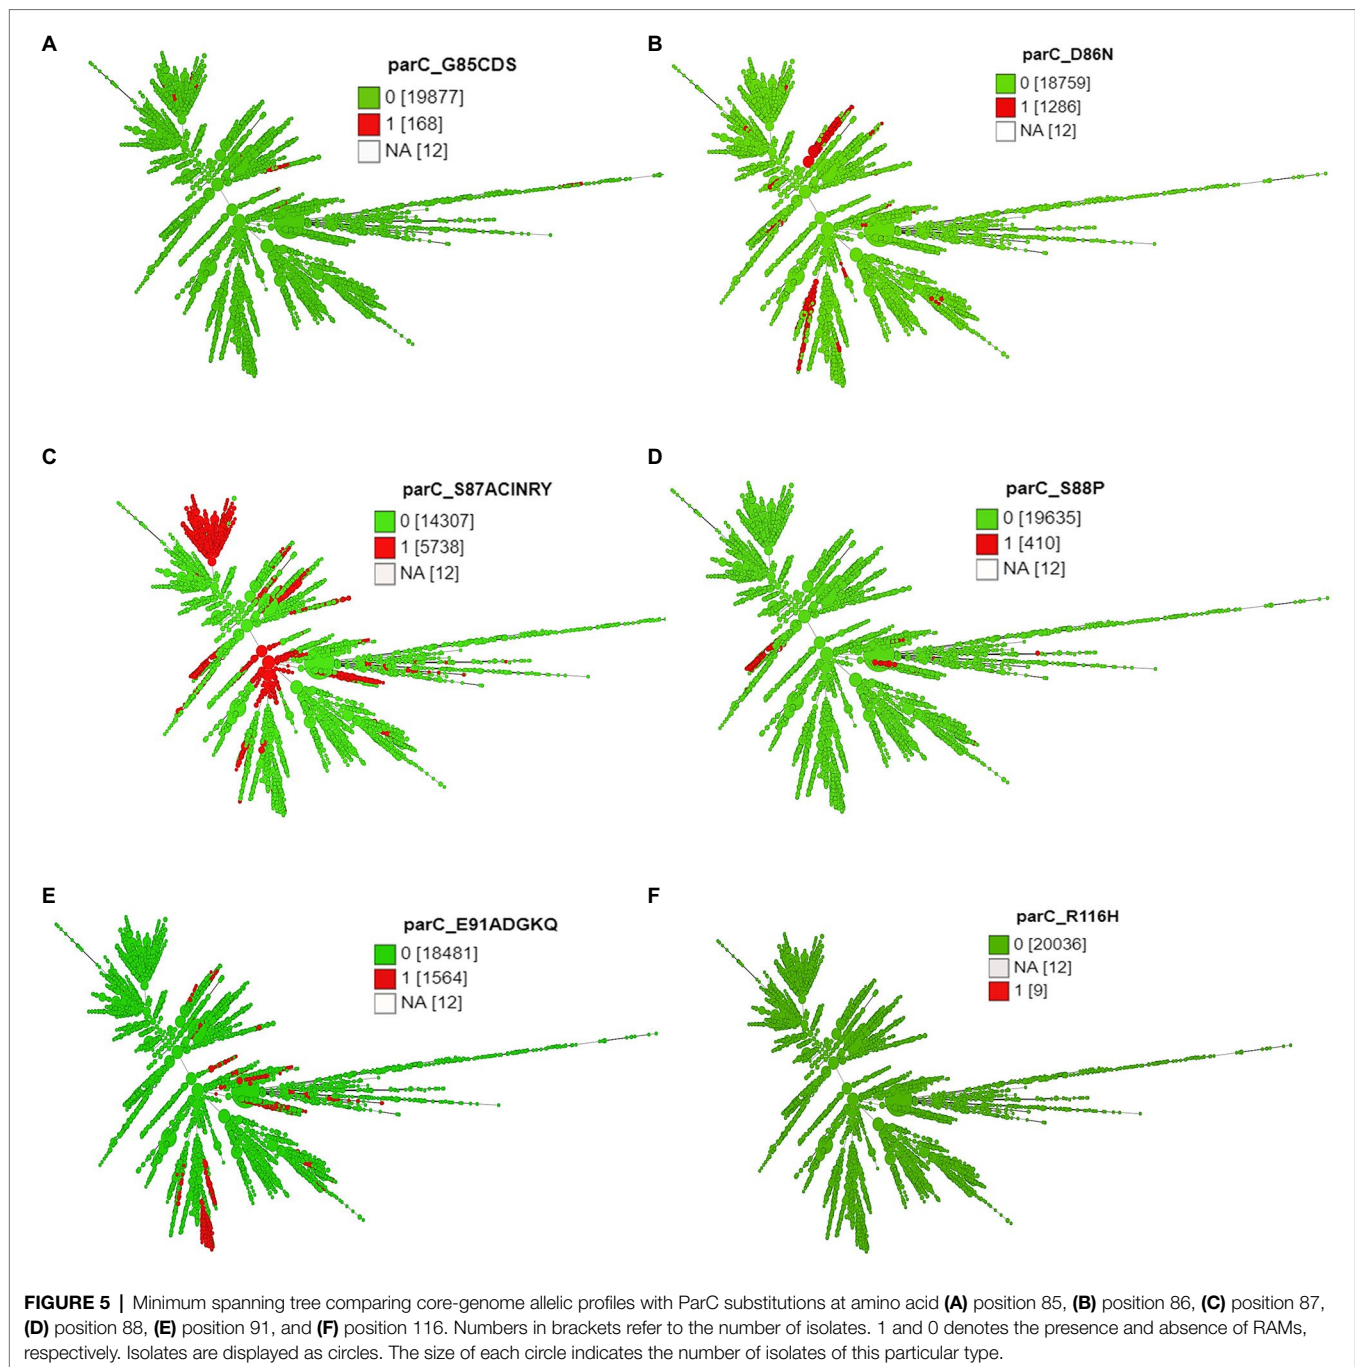 A
parC_G85CDS
0 [19877]
1 [168]
NA [12]
B
parC_D86N
0 [18759]
1 [1286]
NA [12]
C
parC_S87ACINRY
0 [14307]
1 [5738]
NA [12]
D
parC_S88P
0 [19635]
1 [410]
NA [12]
E
parC_E91ADGKQ
0 [18481]
1 [1564]
NA [12]
F
parC_R116H
0 [20036]
NA [12]
1 [9]
FIGURE 5 | Minimum spanning tree comparing core-genome allelic profiles with ParC substitutions at amino acid (A) position 85, (B) position 86, (C) position 87,
(D) position 88, (E) position 91, and (F) position 116. Numbers in brackets refer to the number of isolates. 1 and 0 denotes the presence and absence of RAMs,
respectively. Isolates are displayed as circles. The size of each circle indicates the number of isolates of this particular type.